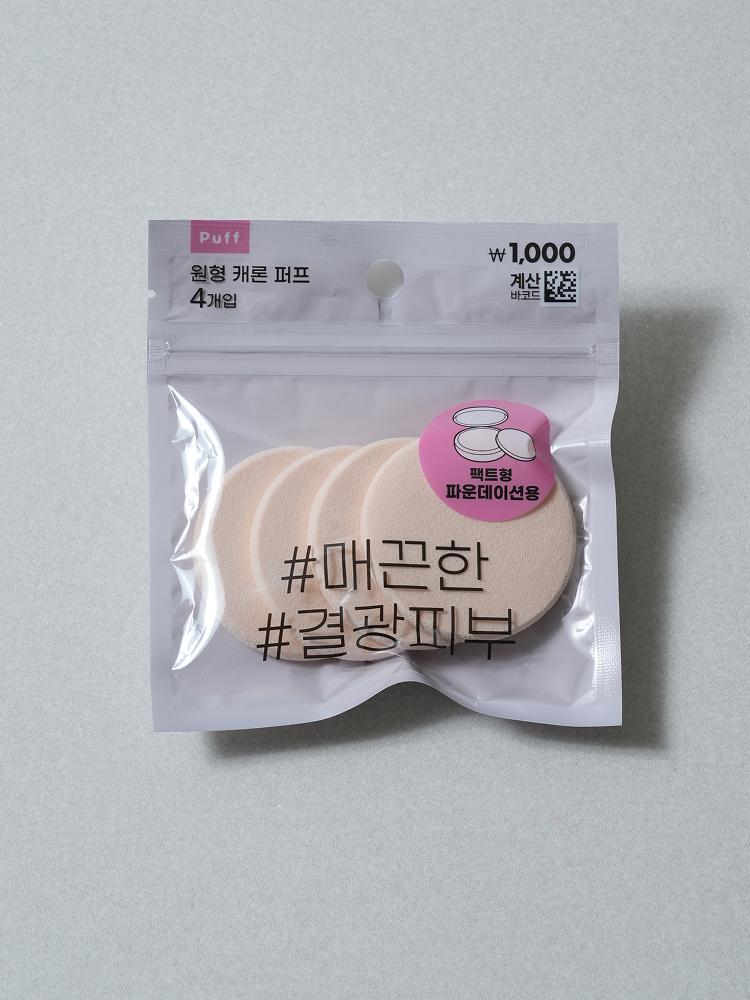 Puff
원형 캐론 퍼프
4개입
₩1,000
계산
바코드
팩트형
파운데이션용
#매끈한
#결광피부